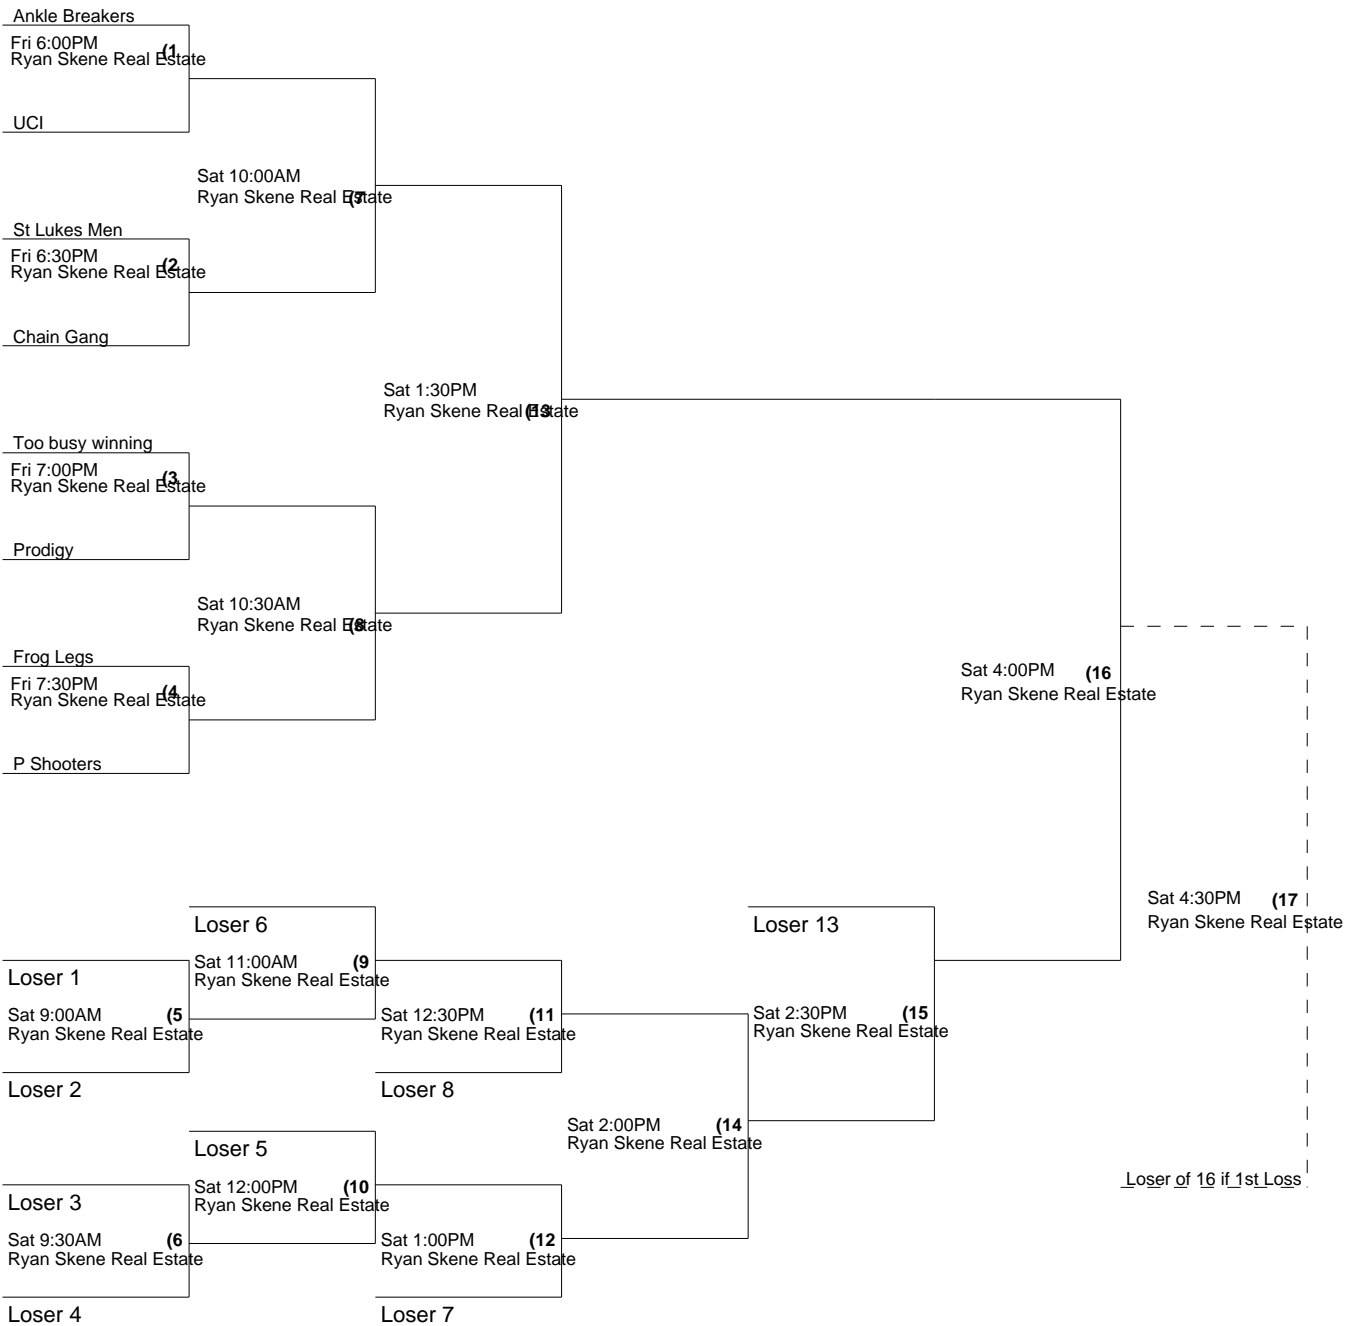 Ankle Breakers
Fri 6:00PM (1
Ryan Skene Real Estate
UCI
Sat 10:00AM
Ryan Skene Real Estate (7
St Lukes Men
Fri 6:30PM (2
Ryan Skene Real Estate
Chain Gang
Sat 1:30PM
Ryan Skene Real Estate (13
Too busy winning
Fri 7:00PM (3
Ryan Skene Real Estate
Prodigy
Sat 10:30AM
Ryan Skene Real Estate (8
Frog Legs
Fri 7:30PM (4
Ryan Skene Real Estate
P Shooters
Sat 4:00PM (16
Ryan Skene Real Estate
Sat 4:30PM (17
Ryan Skene Real Estate
Loser 6
Sat 11:00AM (9
Ryan Skene Real Estate
Loser 1
Sat 9:00AM (5
Ryan Skene Real Estate
Loser 2
Sat 12:30PM (11
Ryan Skene Real Estate
Loser 8
Loser 13
Sat 2:30PM (15
Ryan Skene Real Estate
Sat 2:00PM (14
Ryan Skene Real Estate
Loser 5
Sat 12:00PM (10
Ryan Skene Real Estate
Loser 3
Sat 9:30AM (6
Ryan Skene Real Estate
Loser 4
Sat 1:00PM (12
Ryan Skene Real Estate
Loser 7
Loser of 16 if 1st Loss